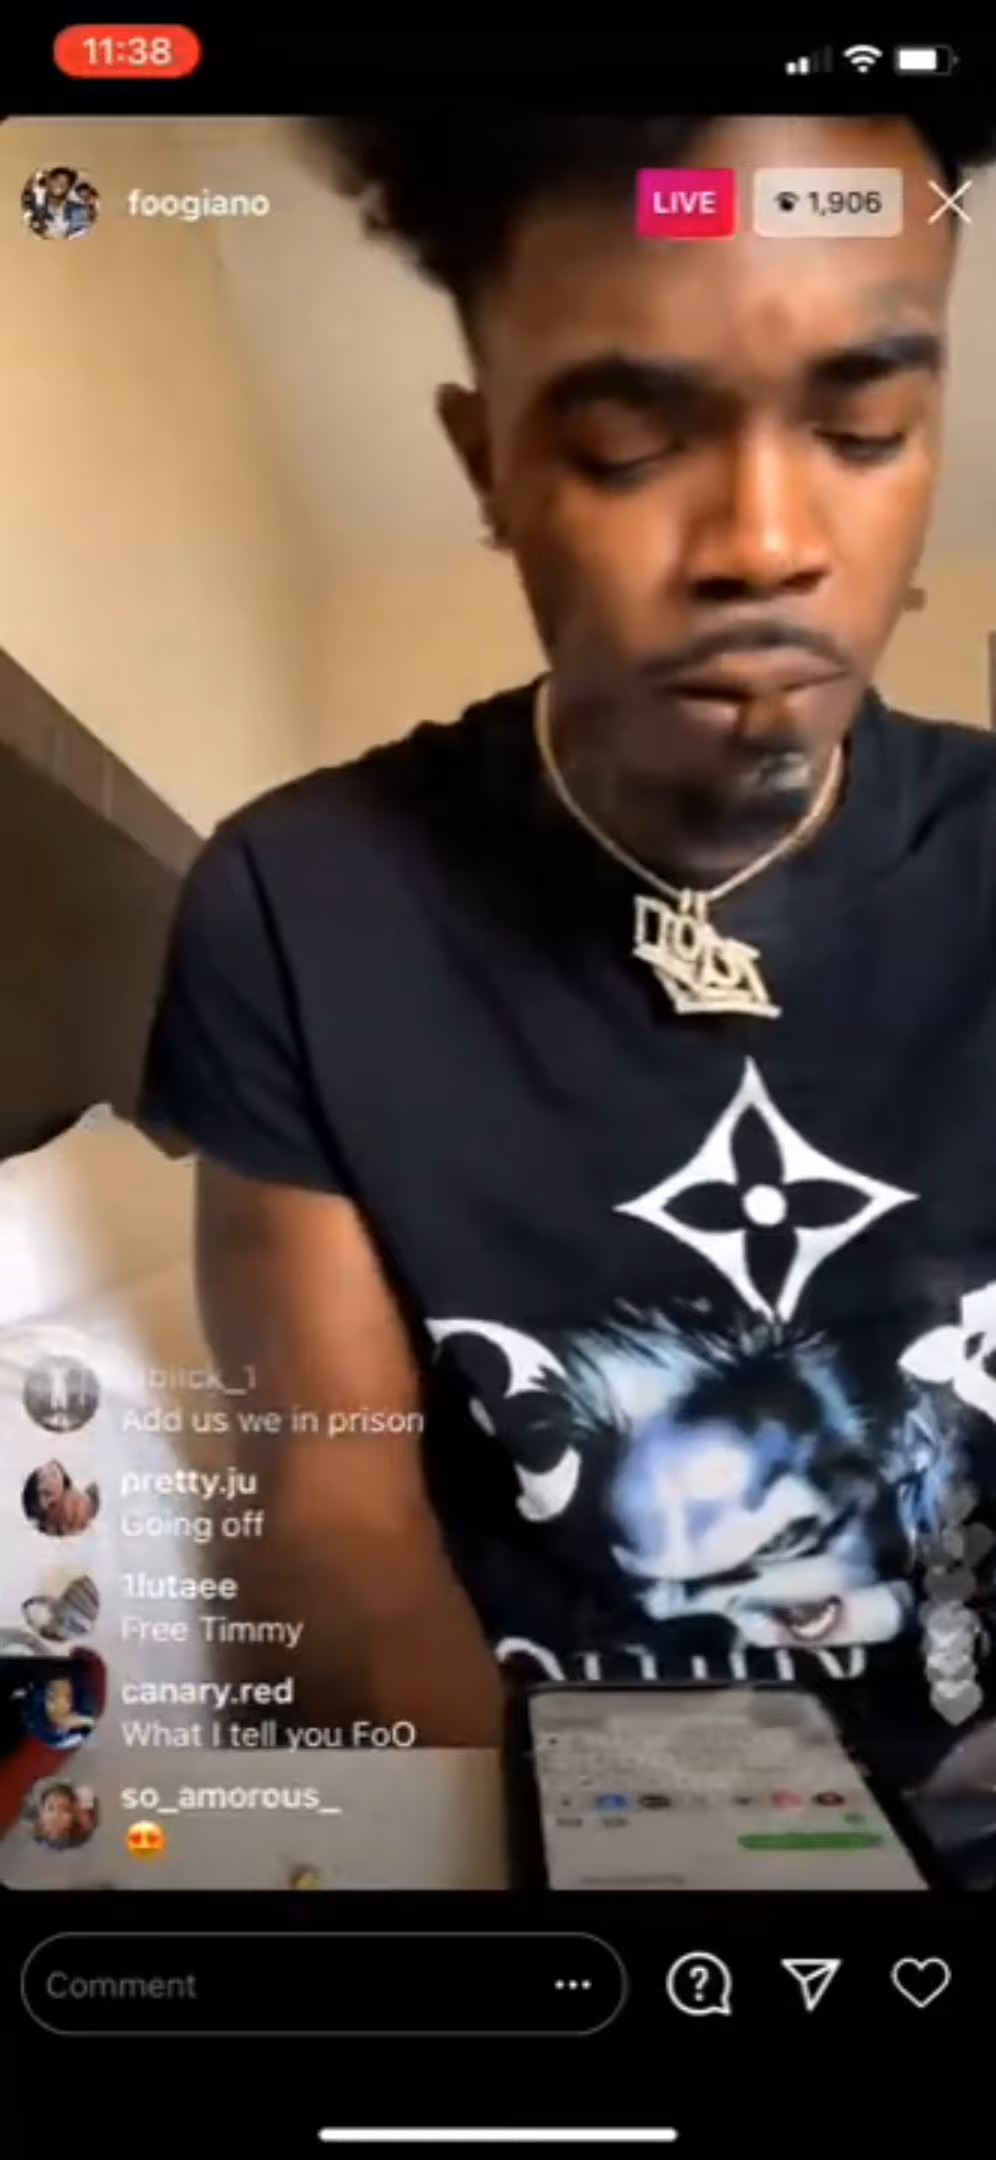 11:38
foogiano
LIVE
1,906
blick_1
Add us we in prison
pretty.ju
Going off
1lutaee
Free Timmy
canary.red
What I tell you FoO
so_amorous_
Comment